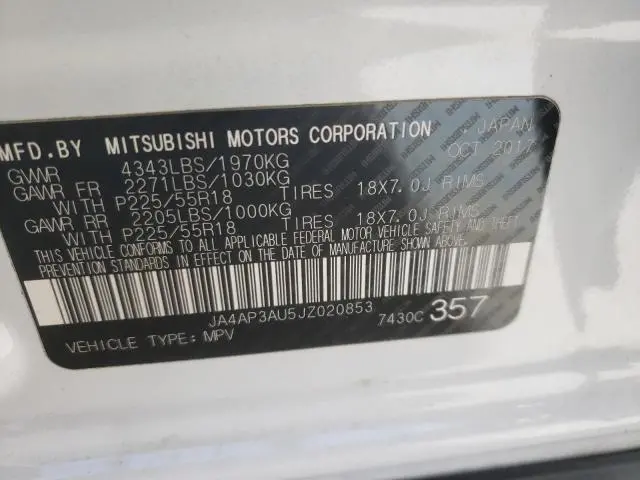 MFD.BY MITSUBISHI MOTORS CORPORATION JAPAN
GWR 4343LBS/1970KG OCT 2017
GAWR FR 2271LBS/1030KG
WITH P225/55R18 TIRES 18X7.0J RIMS
GAWR RR 2205LBS/1000KG
WITH P225/55R18 TIRES 18X7.0J RIMS
THIS VEHICLE CONFORMS TO ALL APPLICABLE FEDERAL MOTOR VEHICLE SAFETY AND THEFT
PREVENTION STANDARDS IN EFFECT ON THE DATE OF MANUFACTURE SHOWN ABOVE.
JA4AP3AU5JZ020853 7430C 357
VEHICLE TYPE: MPV